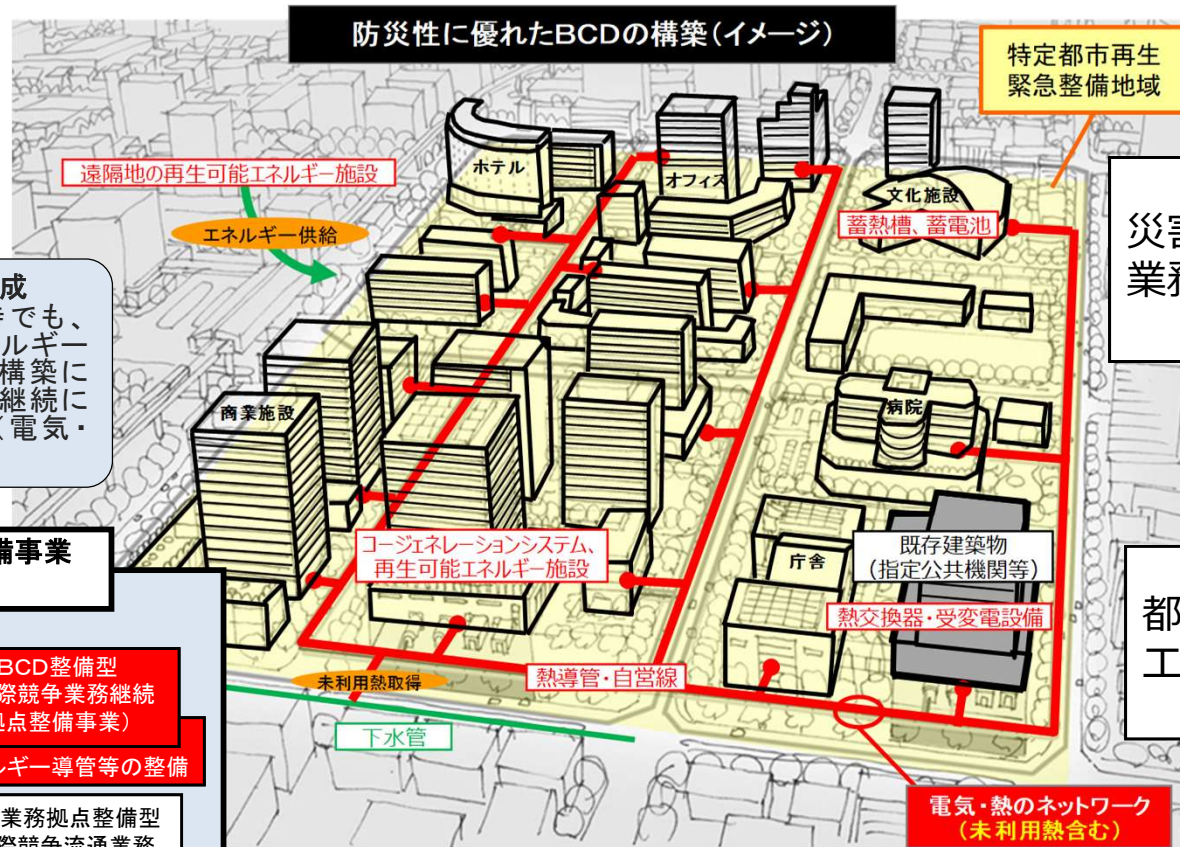 防災性に優れたBCDの構築(イメージ)
特定都市再生
緊急整備地域
遠隔地の再生可能エネルギー施設
エネルギー供給
ホテル
オフィス
文化施設
蓄熱槽、蓄電池
災害
業務
成
時でも、
ルギー
構築に
継続に
電気・
商業施設
病院
コージェネレーションシステム、
再生可能エネルギー施設
庁舎
既存建築物
(指定公共機関等)
熱交換器・受変電設備
備事業
都
BCD整備型
際競争業務継続
拠点整備事業)
ルギー導管等の整備
業務拠点整備型
際競争流通業務
未利用熱取得
熱導管・自営線
下水管
電気・熱のネットワーク
(未利用熱含む)